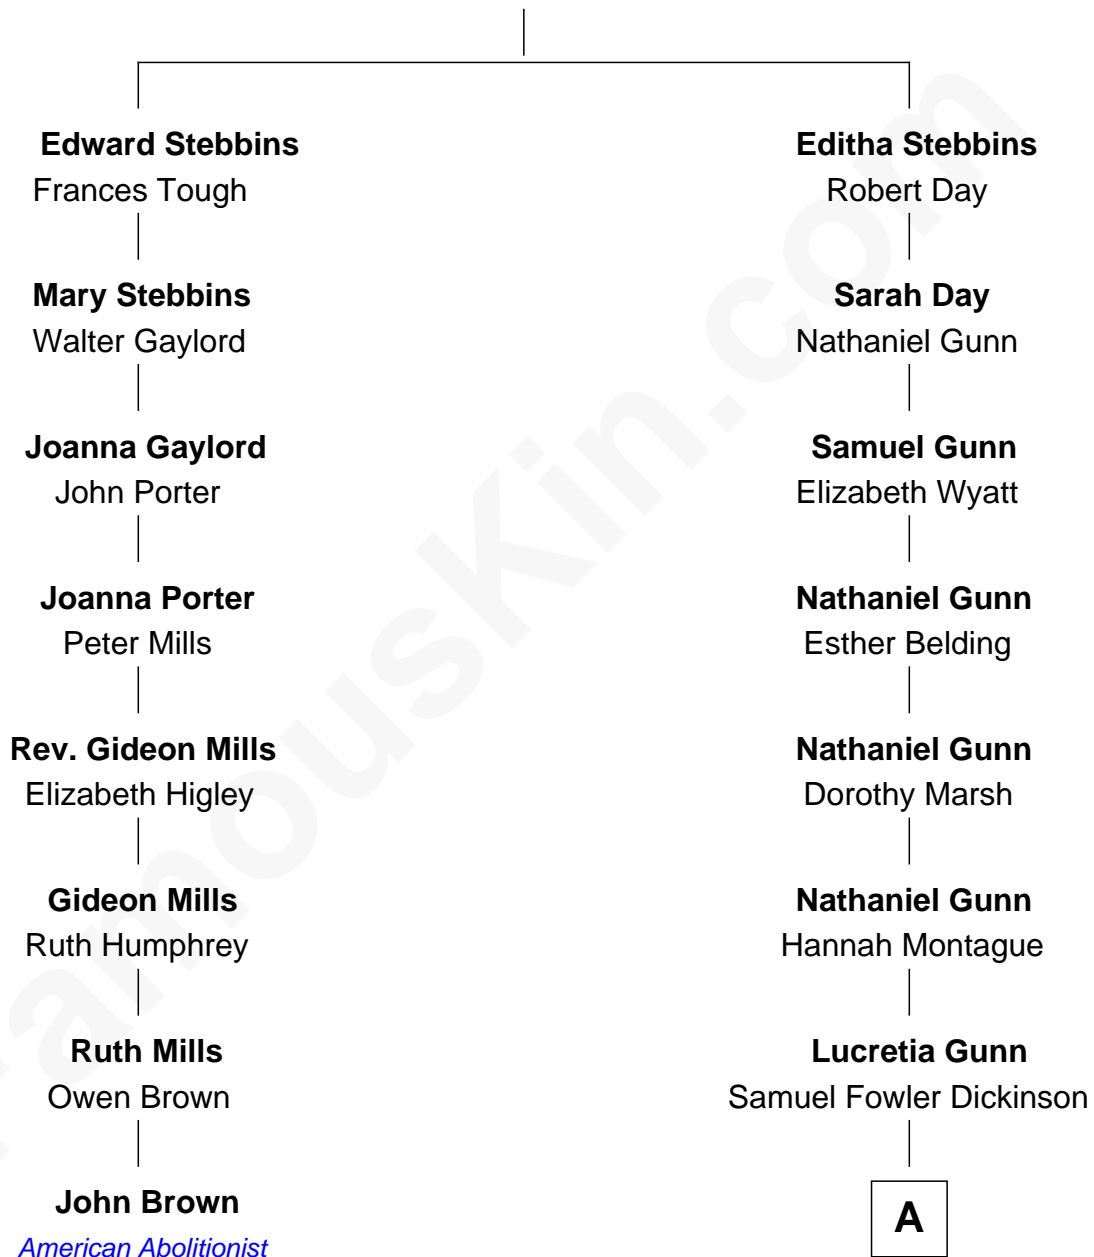 Edward Stebbins
Frances Tough
Mary Stebbins
Walter Gaylord
Joanna Gaylord
John Porter
Joanna Porter
Peter Mills
Rev. Gideon Mills
Elizabeth Higley
Gideon Mills
Ruth Humphrey
Ruth Mills
Owen Brown
John Brown
American Abolitionist
Editha Stebbins
Robert Day
Sarah Day
Nathaniel Gunn
Samuel Gunn
Elizabeth Wyatt
Nathaniel Gunn
Esther Belding
Nathaniel Gunn
Dorothy Marsh
Nathaniel Gunn
Hannah Montague
Lucretia Gunn
Samuel Fowler Dickinson
A
FamousKin.com